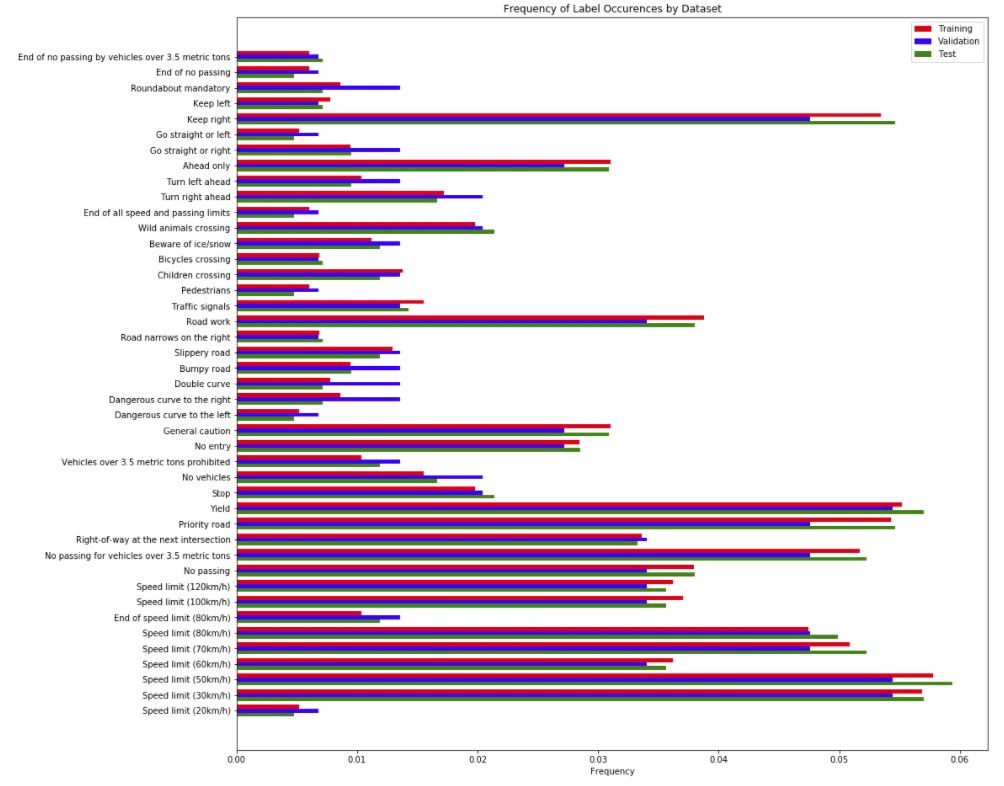 Frequency of Label Occurences by Dataset
Training
Validation
Test
End of no passing by vehicles over 3.5 metric tons
End of no passing
Roundabout mandatory
Keep left
Keep right
Go straight or left
Go straight or right
Ahead only
Turn left ahead
Turn right ahead
End of all speed and passing limits
Wild animals crossing
Beware of ice/snow
Bicycles crossing
Children crossing
Pedestrians
Traffic signals
Road work
Road narrows on the right
Slippery road
Bumpy road
Double curve
Dangerous curve to the right
Dangerous curve to the left
General caution
No entry
Vehicles over 3.5 metric tons prohibited
No vehicles
Stop
Yield
Priority road
Right-of-way at the next intersection
No passing for vehicles over 3.5 metric tons
No passing
Speed limit (120km/h)
Speed limit (100km/h)
End of speed limit (80km/h)
Speed limit (80km/h)
Speed limit (70km/h)
Speed limit (60km/h)
Speed limit (50km/h)
Speed limit (30km/h)
Speed limit (20km/h)
0.00 0.01 0.02 0.03 0.04 0.05 0.06
Frequency